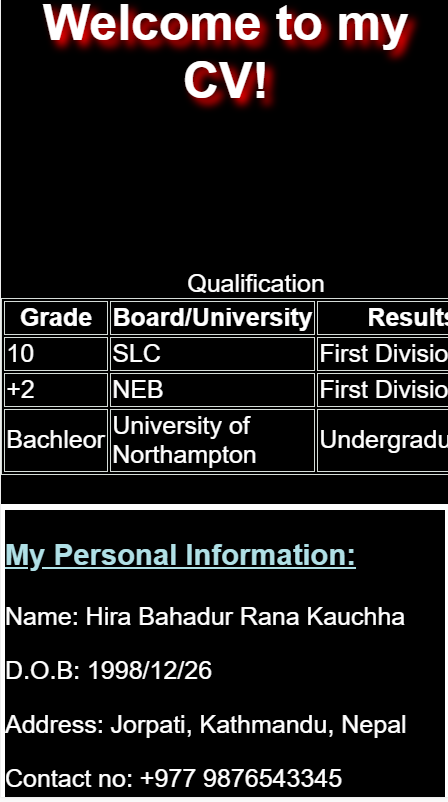 Welcome to my
CV!
Qualification
Grade Board/University Results
10 SLC First Divisio
+2 NEB First Divisio
Bachleor University of Northampton Undergradu
My Personal Information:
Name: Hira Bahadur Rana Kauchha
D.O.B: 1998/12/26
Address: Jorpati, Kathmandu, Nepal
Contact no: +977 9876543345